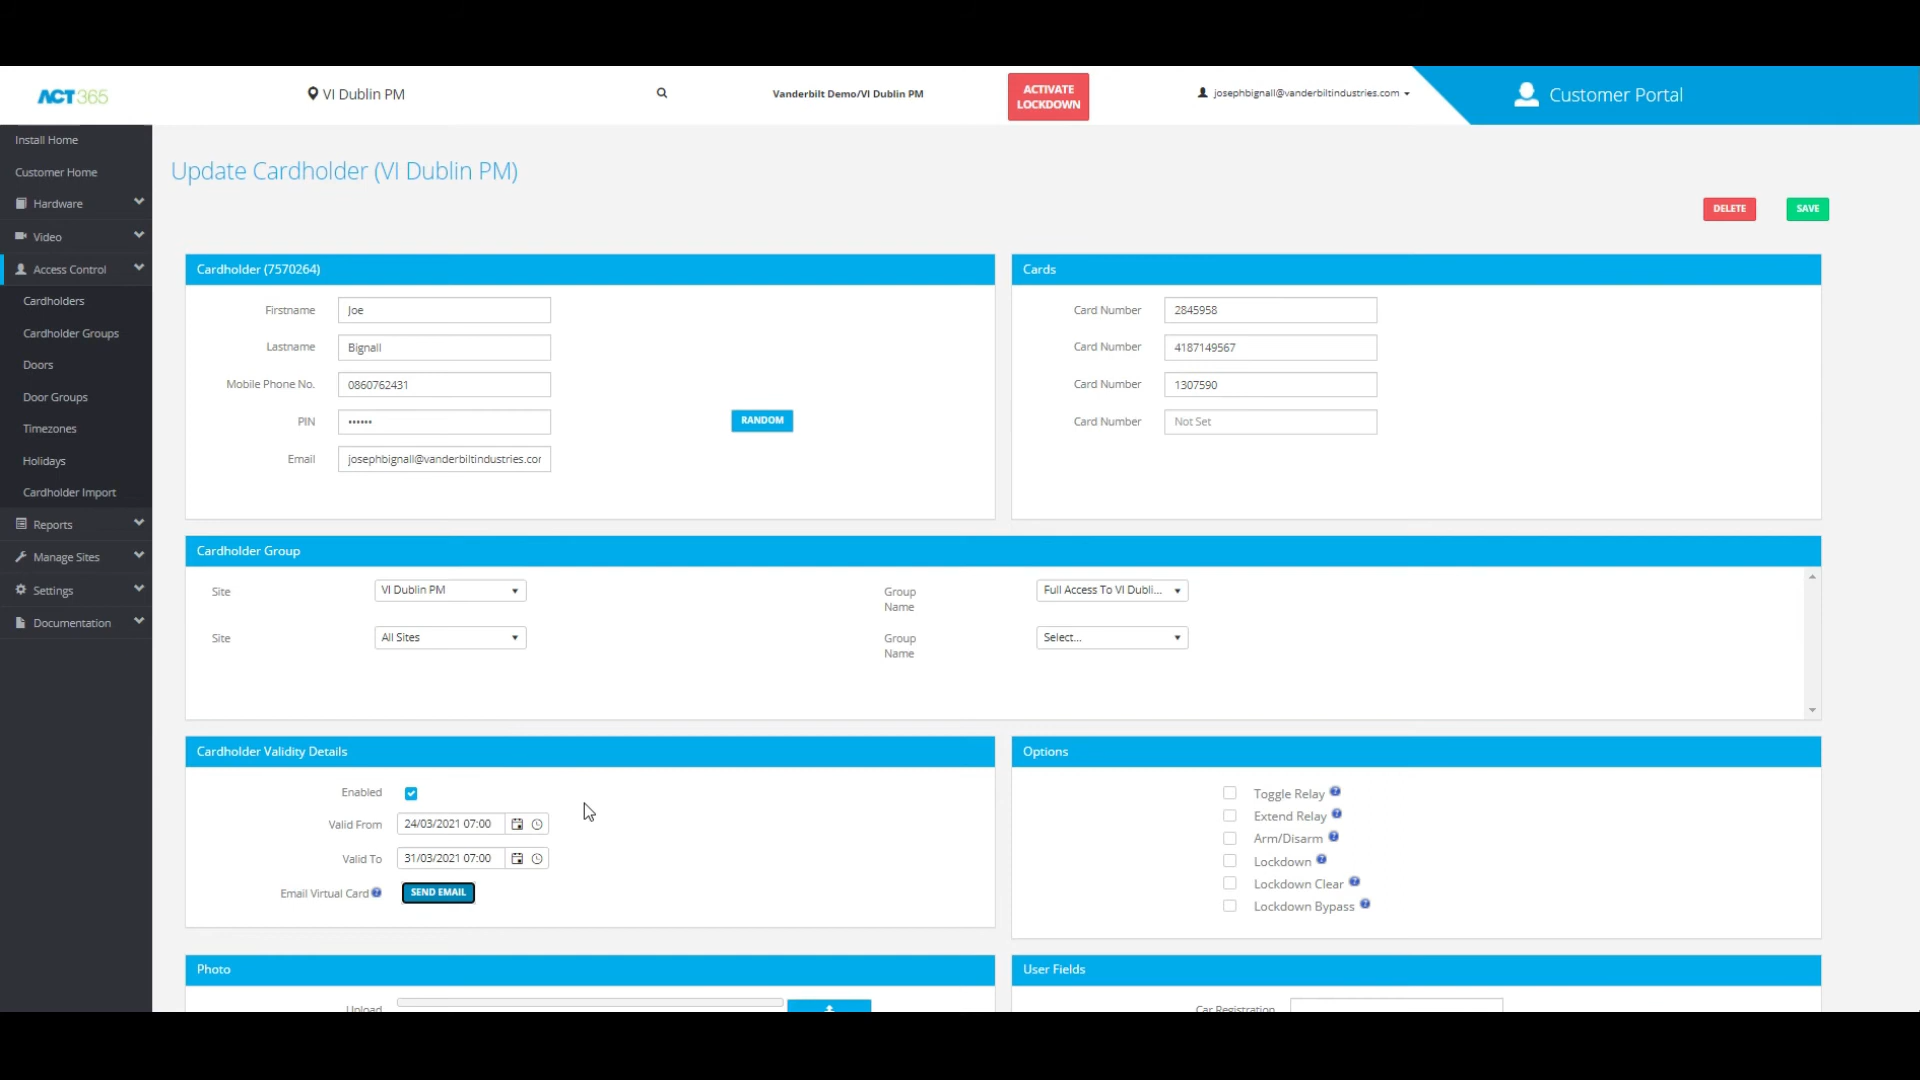 ACT365
VI Dublin PM
Vanderbilt Demo/VI Dublin PM
ACTIVATE
LOCKDOWN
josephbignall@vanderbiltindustries.com
Customer Portal
Install Home
Customer Home
Hardware
Video
Access Control
Cardholders
Cardholder Groups
Doors
Door Groups
Timezones
Holidays
Cardholder Import
Reports
Manage Sites
Settings
Documentation
Update Cardholder (VI Dublin PM)
DELETE
SAVE
Cardholder (7570264)
Firstname Joe
Lastname Bignall
Mobile Phone No. 0860762431
PIN ••••••
RANDOM
Email josephbignall@vanderbiltindustries.cor
Cards
Card Number 2845958
Card Number 4187149567
Card Number 1307590
Card Number Not Set
Cardholder Group
Site VI Dublin PM
Group
Name
Full Access To VI Dubli...
Site All Sites
Group
Name
Select...
Cardholder Validity Details
Enabled
Valid From 24/03/2021 07:00
Valid To 31/03/2021 07:00
Email Virtual Card SEND EMAIL
Options
Toggle Relay
Extend Relay
Arm/Disarm
Lockdown
Lockdown Clear
Lockdown Bypass
Photo
Upload
User Fields
Car Registration